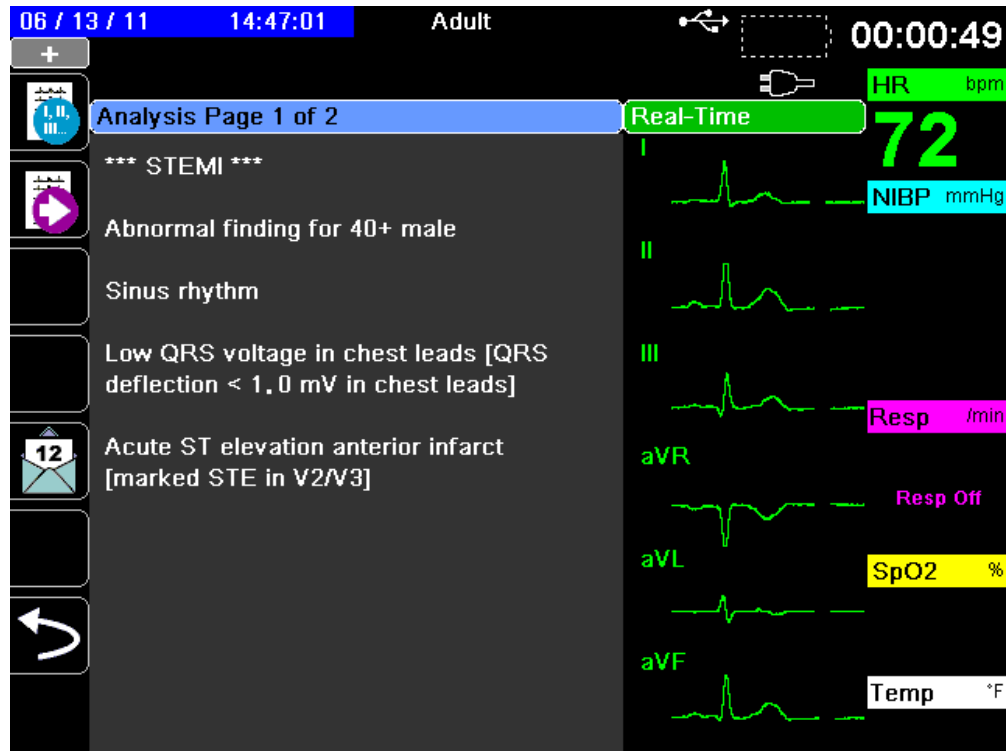 06 / 13 / 11 14:47:01 Adult
00:00:49
+
I, II,
III...
12
Analysis Page 1 of 2
*** STEMI ***
Abnormal finding for 40+ male
Sinus rhythm
Low QRS voltage in chest leads [QRS
deflection < 1.0 mV in chest leads]
Acute ST elevation anterior infarct
[marked STE in V2/V3]
Real-Time
I
II
III
aVR
aVL
aVF
HR bpm
72
NIBP mmHg
Resp /min
Resp Off
SpO2 %
Temp °F